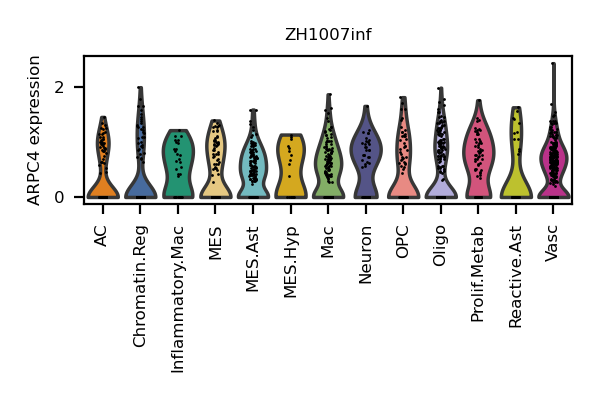 ZH1007inf
ARPC4 expression
2
0
AC
Chromatin.Reg
Inflammatory.Mac
MES
MES.Ast
MES.Hyp
Mac
Neuron
OPC
Oligo
Prolif.Metab
Reactive.Ast
Vasc